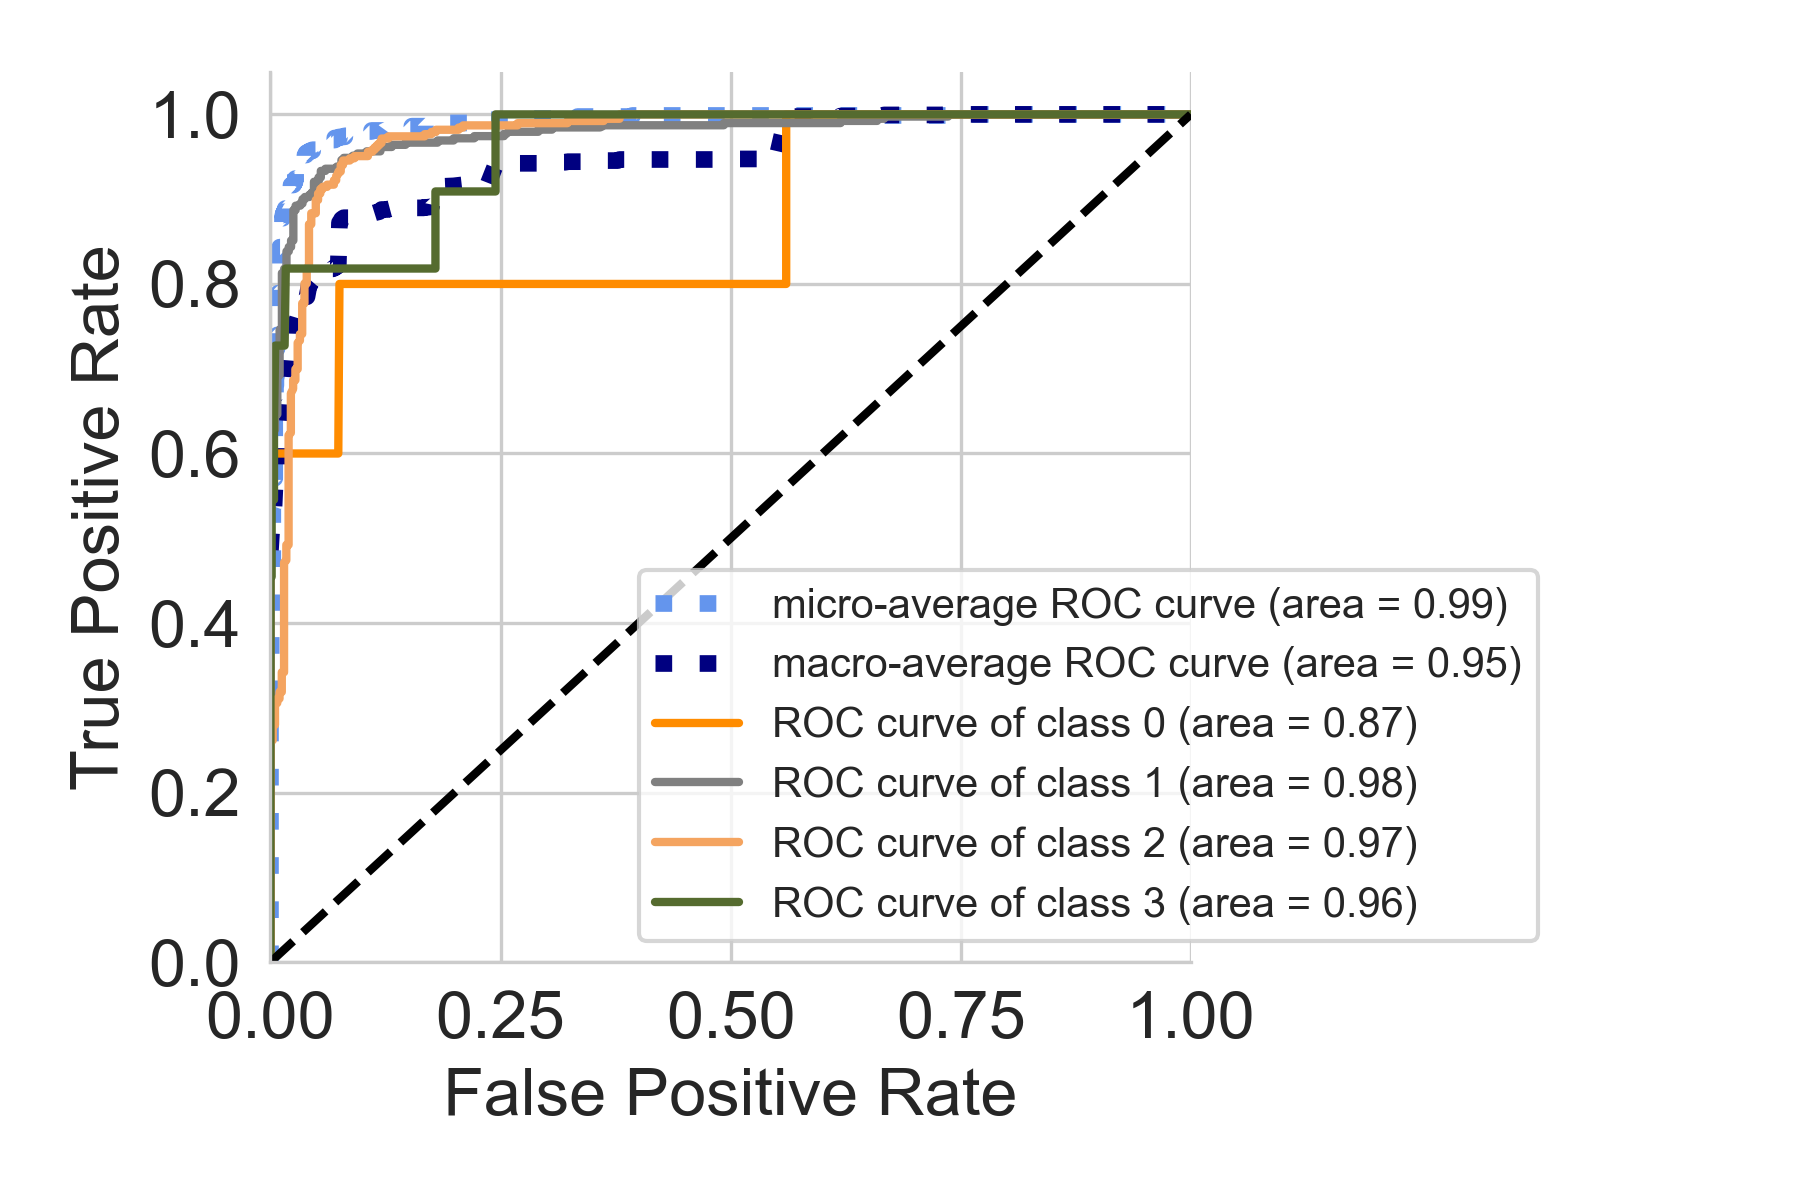 True Positive Rate
1.0
0.8
0.6
0.4
0.2
0.0
0.00 0.25 0.50 0.75 1.00
False Positive Rate
micro-average ROC curve (area = 0.99)
macro-average ROC curve (area = 0.95)
ROC curve of class 0 (area = 0.87)
ROC curve of class 1 (area = 0.98)
ROC curve of class 2 (area = 0.97)
ROC curve of class 3 (area = 0.96)